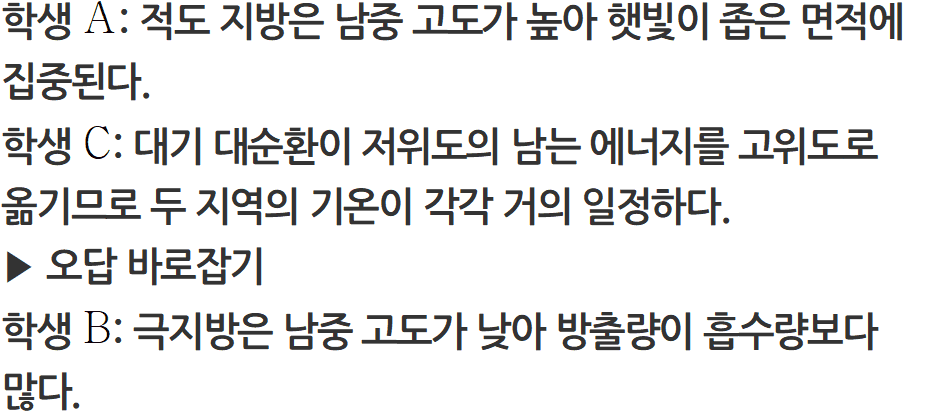 학생 A: 적도 지방은 남중 고도가 높아 햇빛이 좁은 면적에
집중된다.
학생 C: 대기 대순환이 저위도의 남는 에너지를 고위도로
옮기므로 두 지역의 기온이 각각 거의 일정하다.
▶ 오답 바로잡기
학생 B: 극지방은 남중 고도가 낮아 방출량이 흡수량보다
많다.